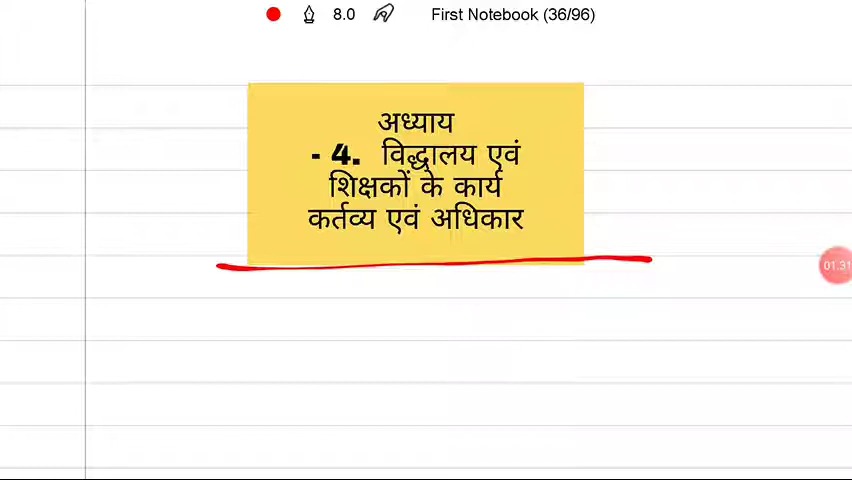 8.0 First Notebook (36/96)
अध्याय
- 4. विद्धालय एवं
शिक्षकों के कार्य
कर्तव्य एवं अधिकार
01:31